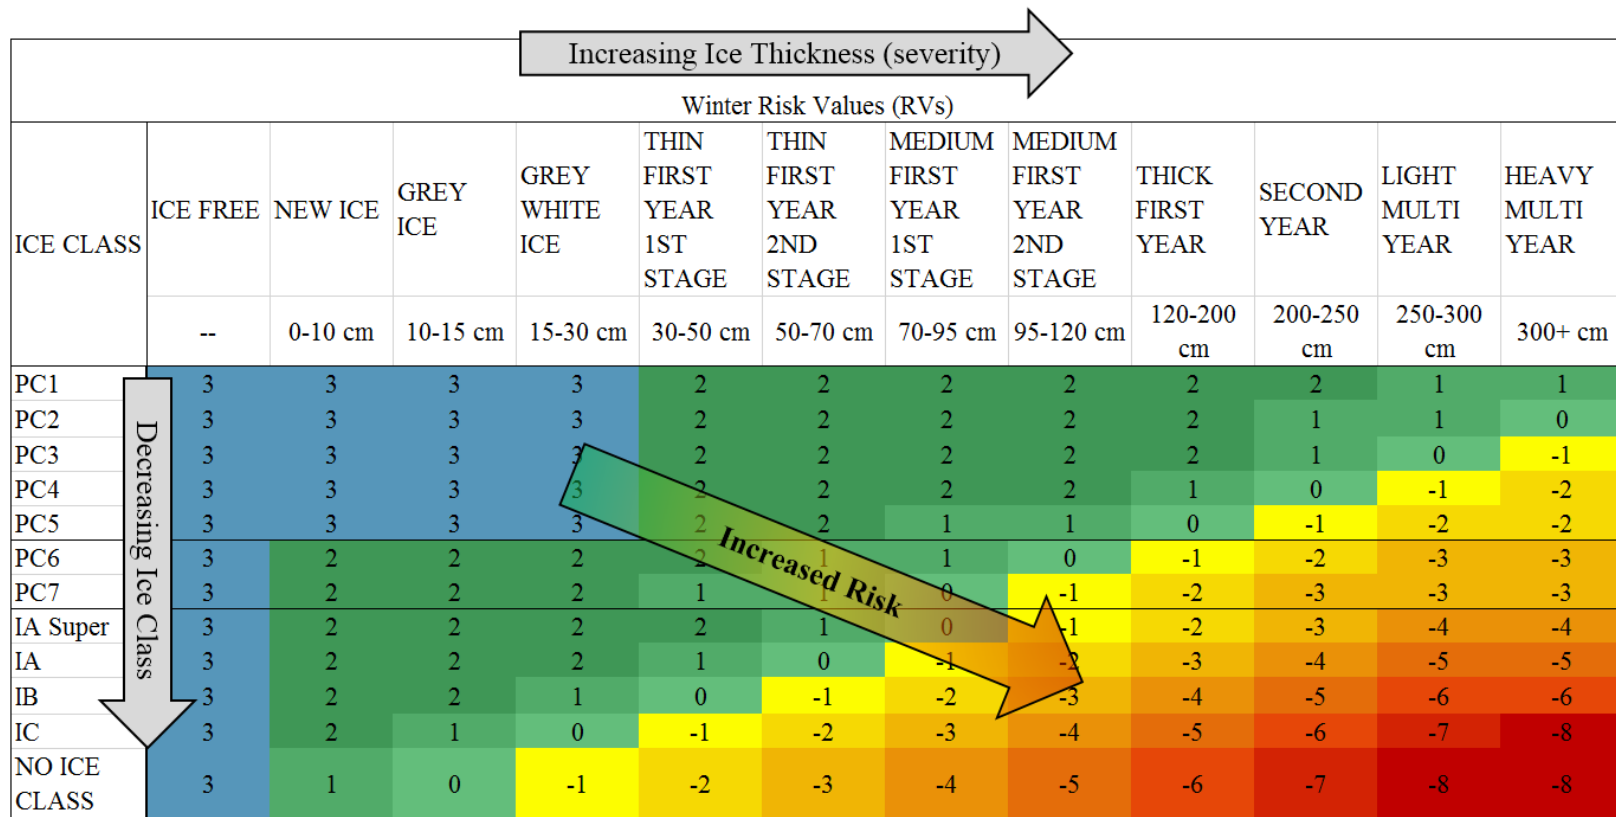 Increasing Ice Thickness (severity)
Winter Risk Values (RVs)
ICE CLASS
ICE FREE
NEW ICE
GREY
ICE
GREY
WHITE
ICE
THIN
FIRST
YEAR
1ST
STAGE
THIN
FIRST
YEAR
2ND
STAGE
MEDIUM
FIRST
YEAR
1ST
STAGE
MEDIUM
FIRST
YEAR
2ND
STAGE
THICK
FIRST
YEAR
SECOND
YEAR
LIGHT
MULTI
YEAR
HEAVY
MULTI
YEAR
-- 0-10 cm 10-15 cm 15-30 cm 30-50 cm 50-70 cm 70-95 cm 95-120 cm 120-200 cm 200-250 cm 250-300 cm 300+ cm
PC1 3 3 3 3 2 2 2 2 2 2 1 1
PC2 3 3 3 3 2 2 2 2 2 1 1 0
PC3 3 3 3 3 2 2 2 2 2 1 0 -1
PC4 3 3 3 3 2 2 2 2 1 0 -1 -2
PC5 3 3 3 3 2 2 1 1 0 -1 -2 -2
PC6 3 2 2 2 2 1 1 0 -1 -2 -3 -3
PC7 3 2 2 2 1 1 0 -1 -2 -3 -3 -3
IA Super 3 2 2 2 2 1 0 -1 -2 -3 -4 -4
IA 3 2 2 2 1 0 -1 -2 -3 -4 -5 -5
IB 3 2 2 1 0 -1 -2 -3 -4 -5 -6 -6
IC 3 2 1 0 -1 -2 -3 -4 -5 -6 -7 -8
NO ICE
CLASS 3 1 0 -1 -2 -3 -4 -5 -6 -7 -8 -8
Decreasing Ice Class
Increased Risk